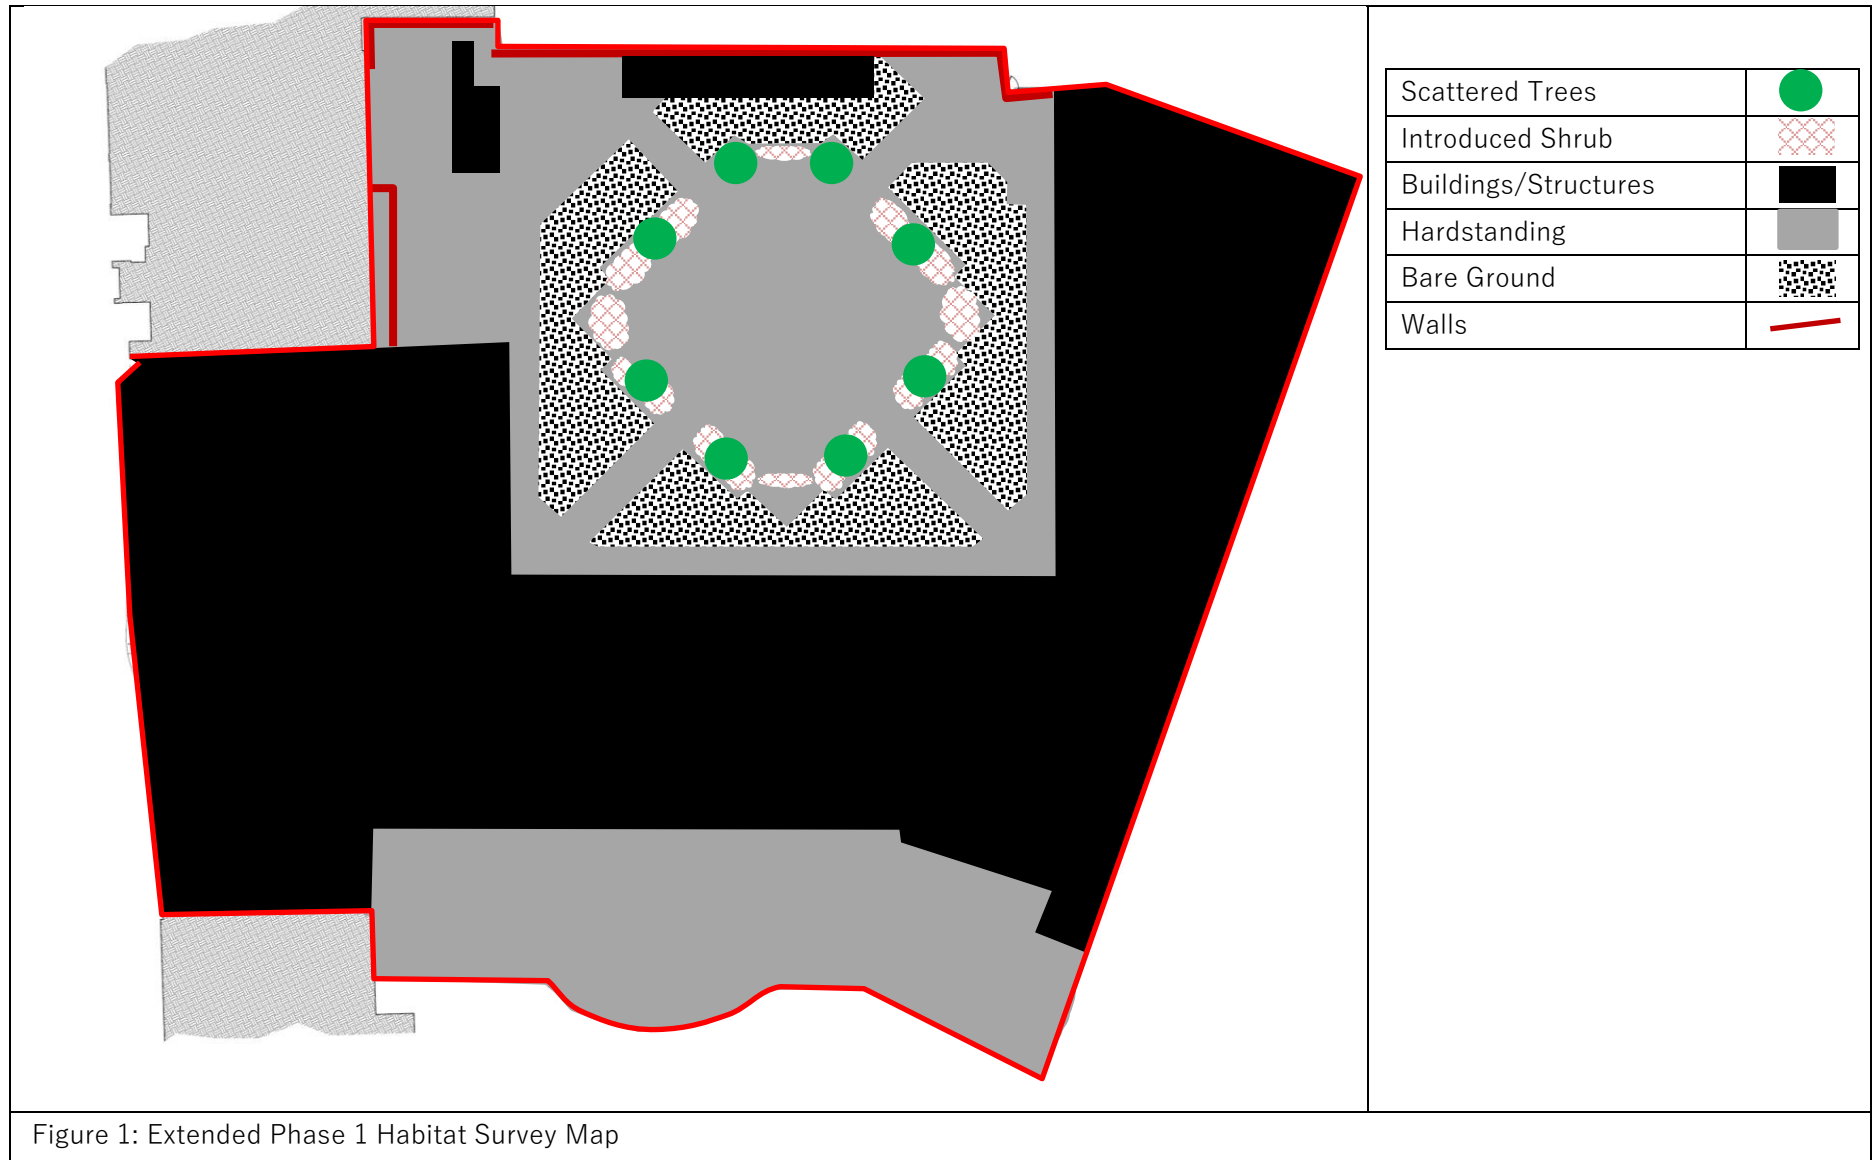 Scattered Trees
Introduced Shrub
Buildings/Structures
Hardstanding
Bare Ground
Walls
Figure 1: Extended Phase 1 Habitat Survey Map